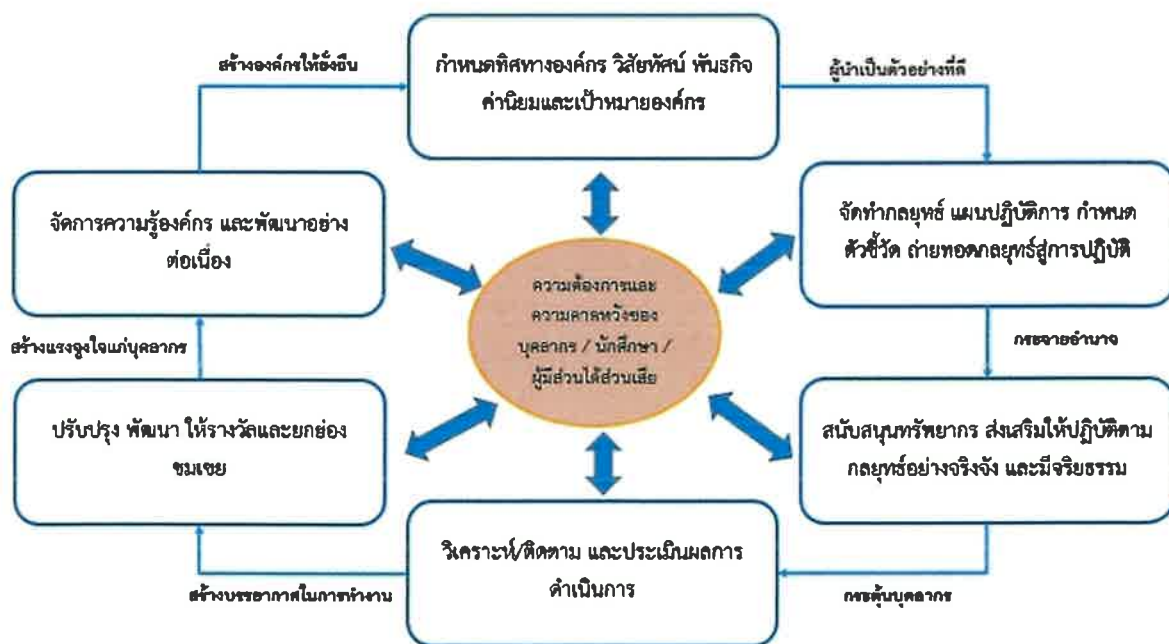 สร้างองค์กรให้ยั่งยืน
กำหนดทิศทางองค์กร วิสัยทัศน์ พันธกิจ
ค่านิยมและเป้าหมายองค์กร
ผู้นำเป็นตัวอย่างที่ดี
จัดการความรู้องค์กร และพัฒนาอย่าง
ต่อเนื่อง
จัดทำกลยุทธ์ แผนปฏิบัติการ กำหนด
ตัวชี้วัด ถ่ายทอดกลยุทธ์สู่การปฏิบัติ
ความต้องการและ
ความคาดหวังของ
บุคลากร / นักศึกษา /
ผู้มีส่วนได้ส่วนเสีย
สร้างแรงจูงใจแก่บุคลากร
กระจายอำนาจ
ปรับปรุง พัฒนา ให้รางวัลและยกย่อง
ชมเชย
สนับสนุนทรัพยากร ส่งเสริมให้ปฏิบัติตาม
กลยุทธ์อย่างจริงจัง และมีจริยธรรม
วิเคราะห์/ติดตาม และประเมินผลการ
ดำเนินการ
สร้างบรรยากาศในการทำงาน
กระตุ้นบุคลากร